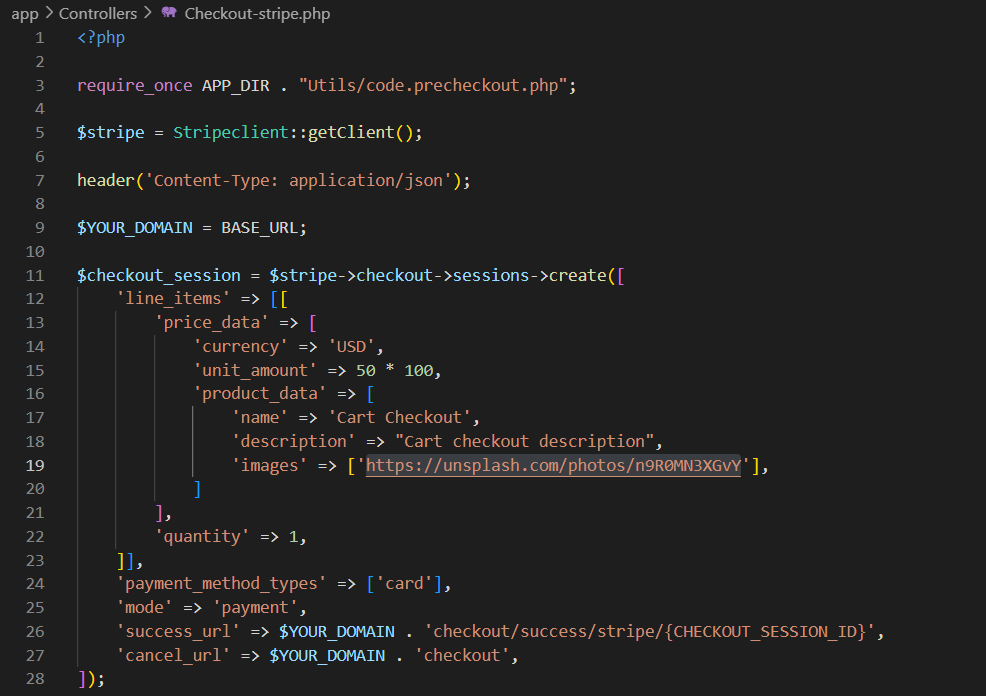 app > Controllers > Checkout-stripe.php
1 <?php
2
3 require_once APP_DIR . "Utils/code.precheckout.php";
4
5 $stripe = Stripeclient::getClient();
6
7 header('Content-Type: application/json');
8
9 $YOUR_DOMAIN = BASE_URL;
10
11 $checkout_session = $stripe->checkout->sessions->create([
12     'line_items' => [[
13         'price_data' => [
14             'currency' => 'USD',
15             'unit_amount' => 50 * 100,
16             'product_data' => [
17                 'name' => 'Cart Checkout',
18                 'description' => "Cart checkout description",
19                 'images' => ['https://unsplash.com/photos/n9R0MN3XGvY'],
20             ]
21         ],
22         'quantity' => 1,
23     ]],
24     'payment_method_types' => ['card'],
25     'mode' => 'payment',
26     'success_url' => $YOUR_DOMAIN . 'checkout/success/stripe/{CHECKOUT_SESSION_ID}',
27     'cancel_url' => $YOUR_DOMAIN . 'checkout',
28 ]);